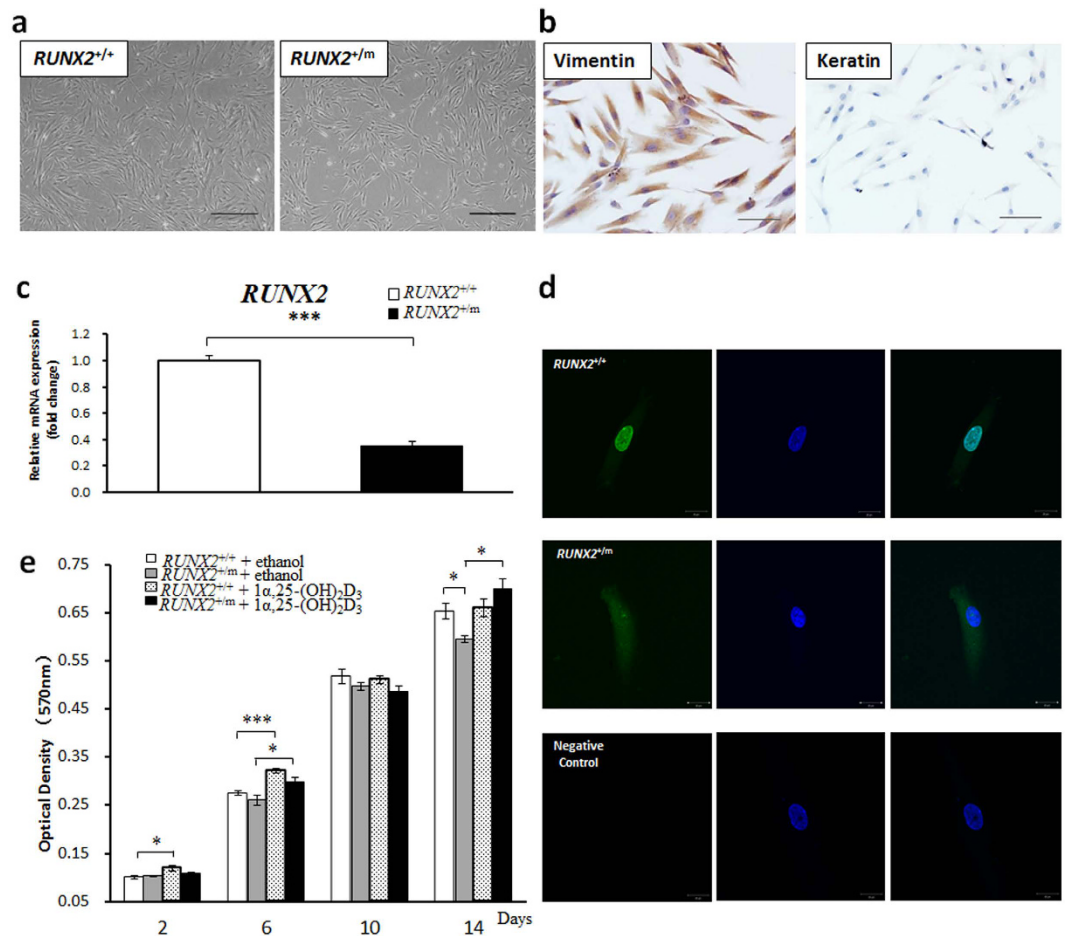 a
RUNX2+/+
RUNX2+/m
b
Vimentin
Keratin
c
RUNX2
***
RUNX2+/+
RUNX2+/m
Relative mRNA expression
(fold change)
1.2
1.0
0.8
0.6
0.4
0.2
0.0
d
RUNX2+/+
RUNX2+/m
Negative
Control
e
RUNX2+/+ + ethanol
RUNX2+/m + ethanol
RUNX2+/+ + 1α,25-(OH)2D3
RUNX2+/m + 1α,25-(OH)2D3
Optical Density (570nm)
0.75
0.65
0.55
0.45
0.35
0.25
0.15
0.05
*
***
*
*
*
2 6 10 14 Days